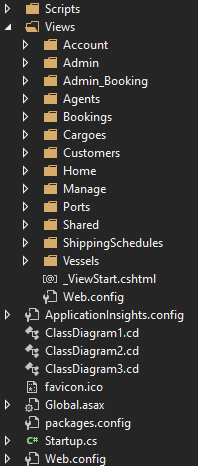 Scripts
Views
Account
Admin
Admin_Booking
Agents
Bookings
Cargoes
Customers
Home
Manage
Ports
Shared
ShippingSchedules
Vessels
[@] _ViewStart.cshtml
Web.config
ApplicationInsights.config
ClassDiagram1.cd
ClassDiagram2.cd
ClassDiagram3.cd
favicon.ico
Global.asax
packages.config
C# Startup.cs
Web.config